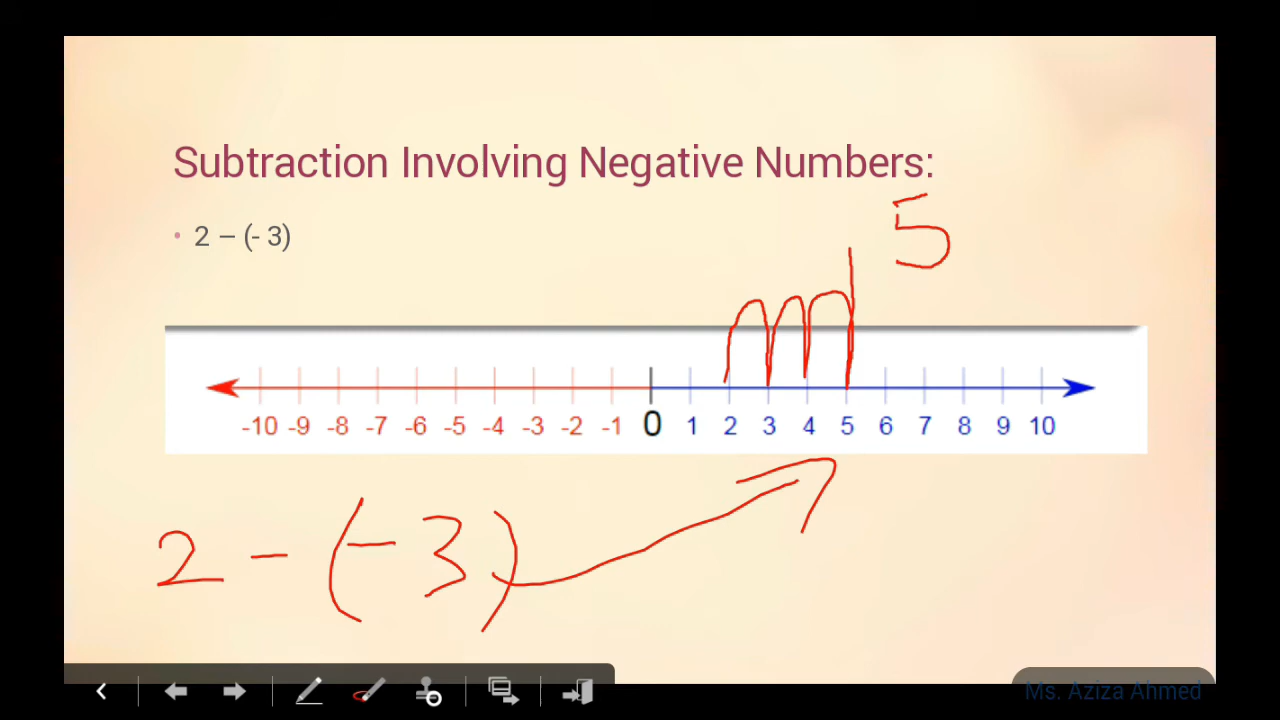 Subtraction Involving Negative Numbers:
• 2 – (- 3)
5
-10 -9 -8 -7 -6 -5 -4 -3 -2 -1 0 1 2 3 4 5 6 7 8 9 10
2 - (- 3)
Ms. Aziza Ahmed